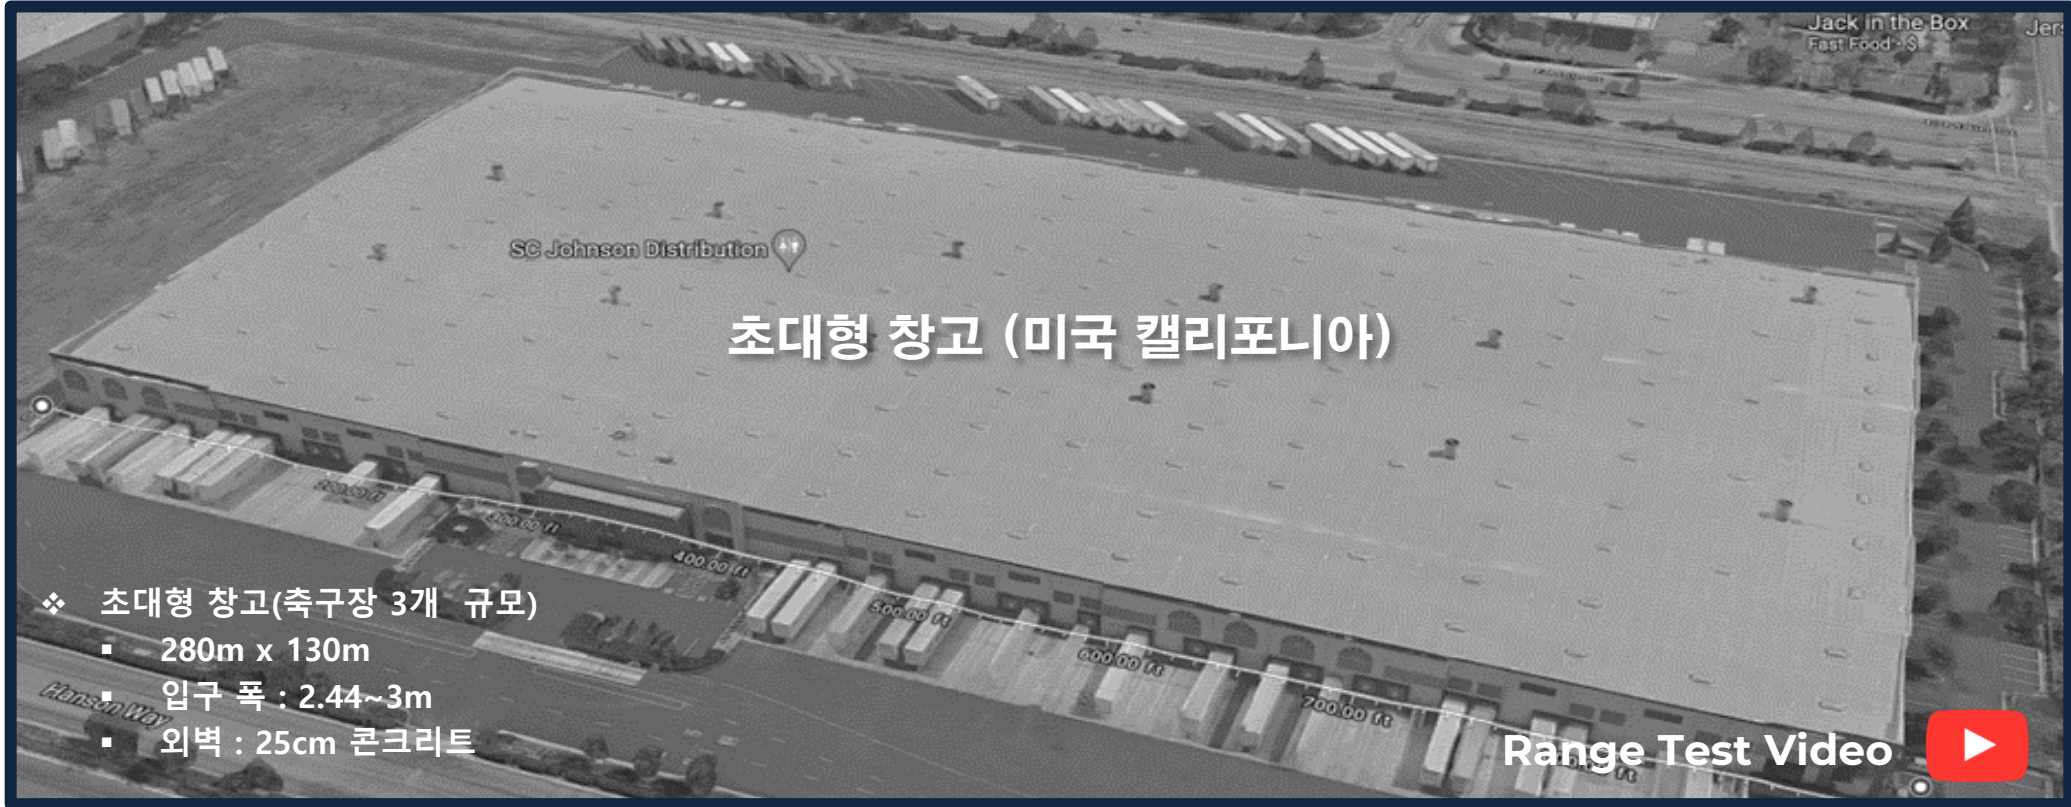 Jack in the Box
Fast Food · $
SC Johnson Distribution
초대형 창고 (미국 캘리포니아)
200.00 ft
300.00 ft
400.00 ft
500.00 ft
600.00 ft
700.00 ft
❖ 초대형 창고(축구장 3개 규모)
▪ 280m x 130m
▪ 입구 폭 : 2.44~3m
▪ 외벽 : 25cm 콘크리트
Hanson Way
Range Test Video